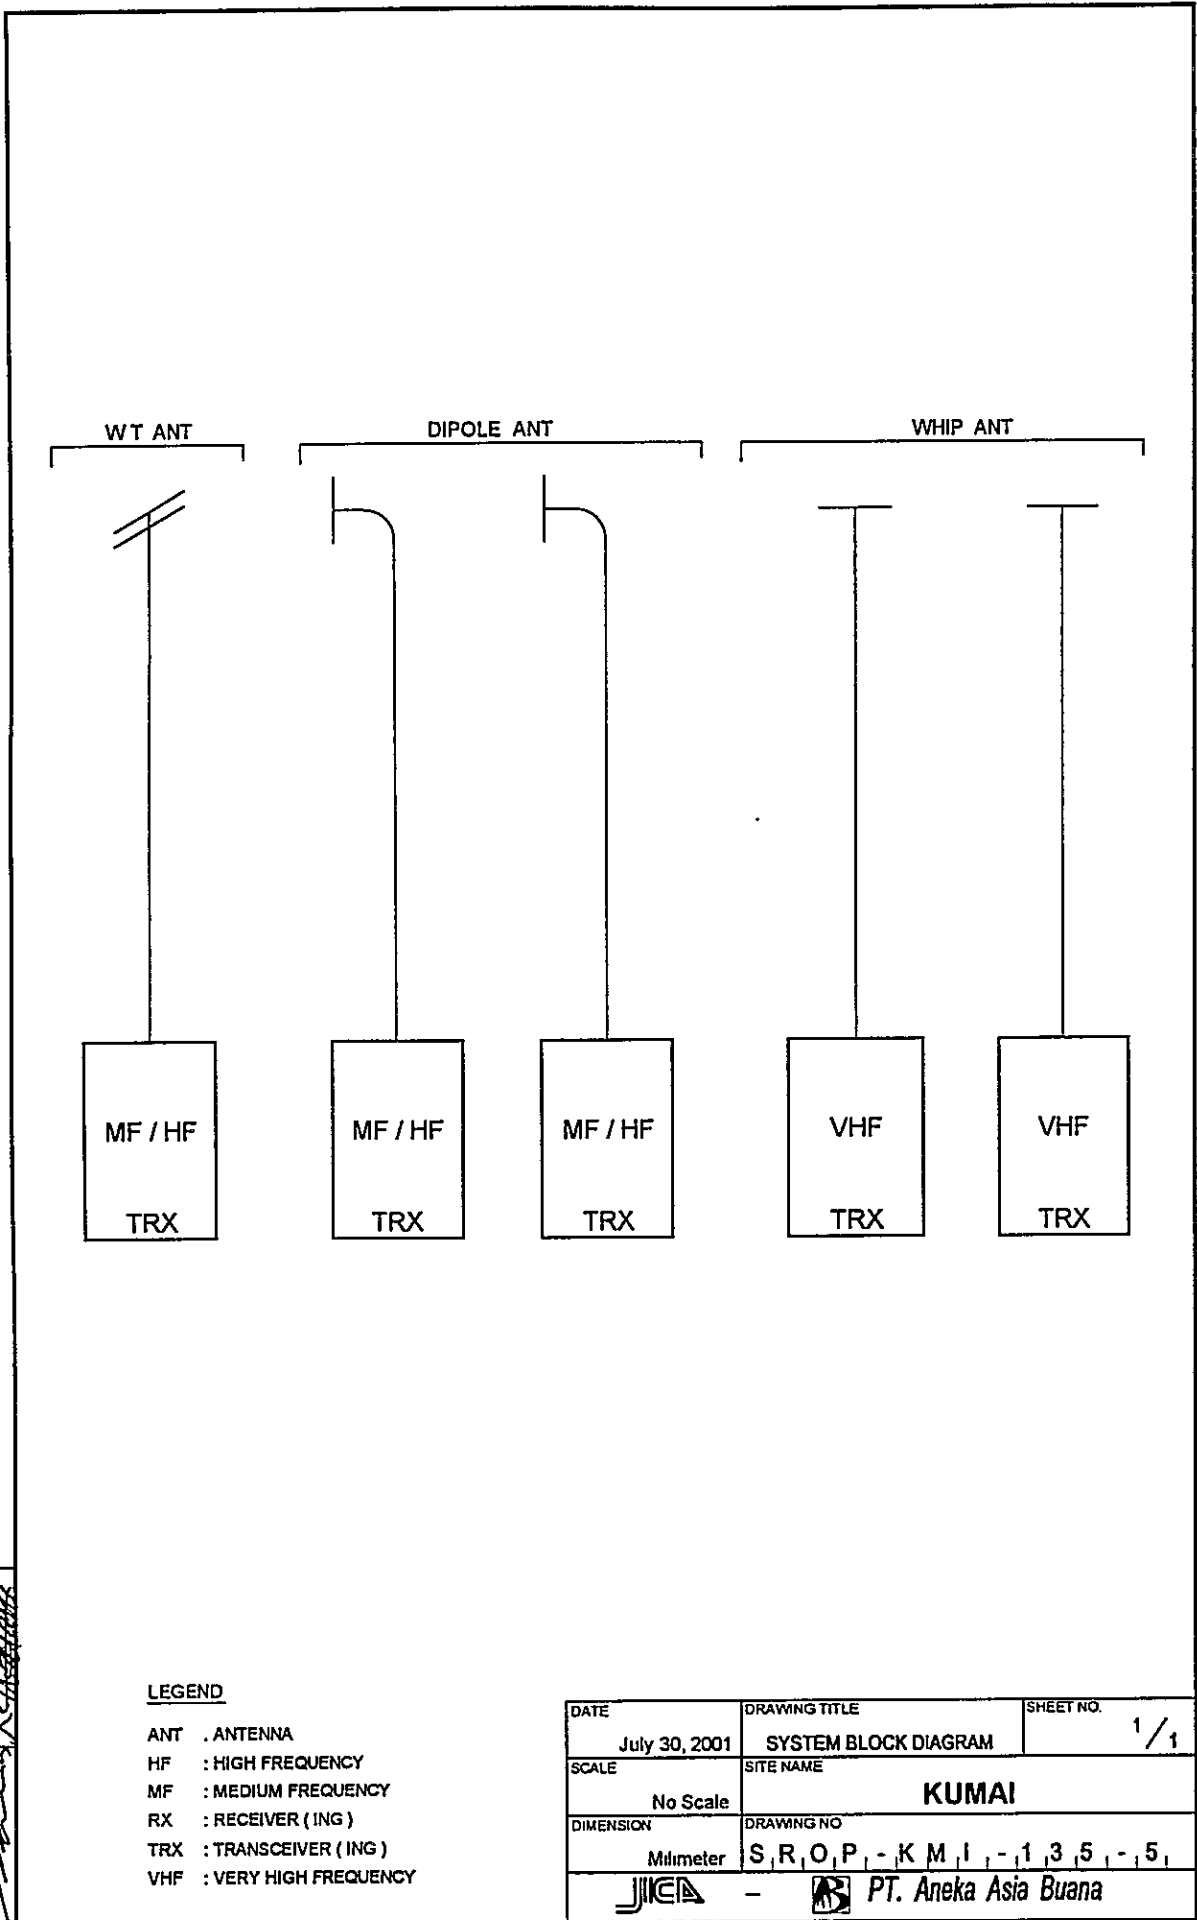 WT ANT DIPOLE ANT WHIP ANT
MF / HF MF / HF MF / HF VHF VHF
TRX TRX TRX TRX TRX
LEGEND
ANT . ANTENNA
HF : HIGH FREQUENCY
MF : MEDIUM FREQUENCY
RX : RECEIVER ( ING )
TRX : TRANSCEIVER ( ING )
VHF : VERY HIGH FREQUENCY
DATE
July 30, 2001
DRAWING TITLE
SYSTEM BLOCK DIAGRAM
SHEET NO.
1/1
SCALE
No Scale
SITE NAME
KUMAI
DIMENSION
Milimeter
DRAWING NO
SROP-KMI-135-5
JICA - PT. Aneka Asia Buana